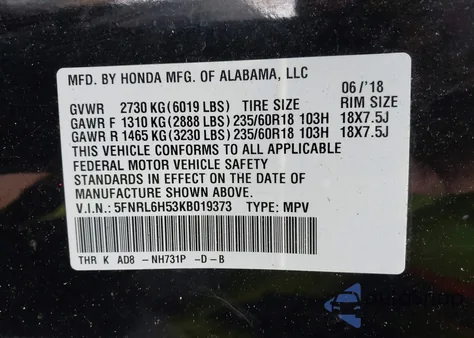 MFD. BY HONDA MFG. OF ALABAMA, LLC
06/'18
GVWR 2730 KG (6019 LBS) TIRE SIZE RIM SIZE
GAWR F 1310 KG (2888 LBS) 235/60R18 103H 18X7.5J
GAWR R 1465 KG (3230 LBS) 235/60R18 103H 18X7.5J
THIS VEHICLE CONFORMS TO ALL APPLICABLE
FEDERAL MOTOR VEHICLE SAFETY
STANDARDS IN EFFECT ON THE DATE OF
MANUFACTURE SHOWN ABOVE.
V.I.N.: 5FNRL6H53KB019373 TYPE: MPV
THR K AD8 -NH731P -D-B